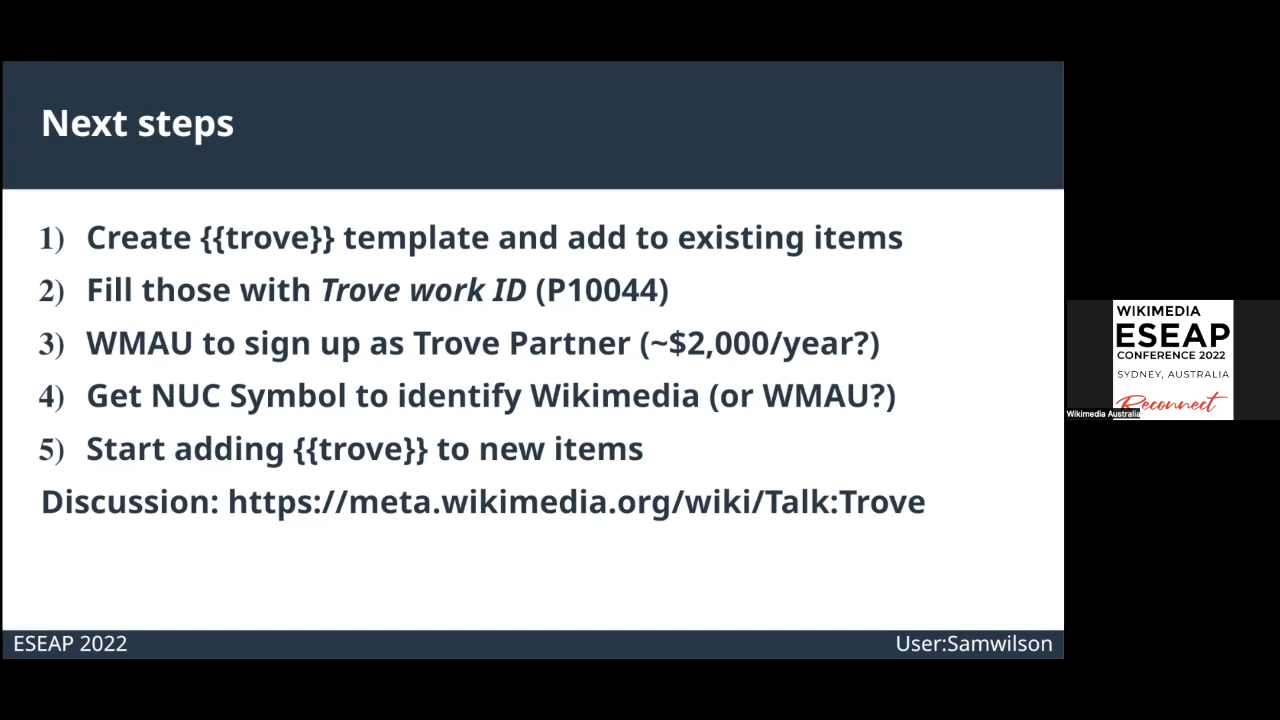 Next steps
1) Create {{trove}} template and add to existing items
2) Fill those with Trove work ID (P10044)
3) WMAU to sign up as Trove Partner (~$2,000/year?)
4) Get NUC Symbol to identify Wikimedia (or WMAU?)
5) Start adding {{trove}} to new items
Discussion: https://meta.wikimedia.org/wiki/Talk:Trove
ESEAP 2022
User:Samwilson
WIKIMEDIA
ESEAP
CONFERENCE 2022
SYDNEY, AUSTRALIA
Reconnect
Wikimedia Australia